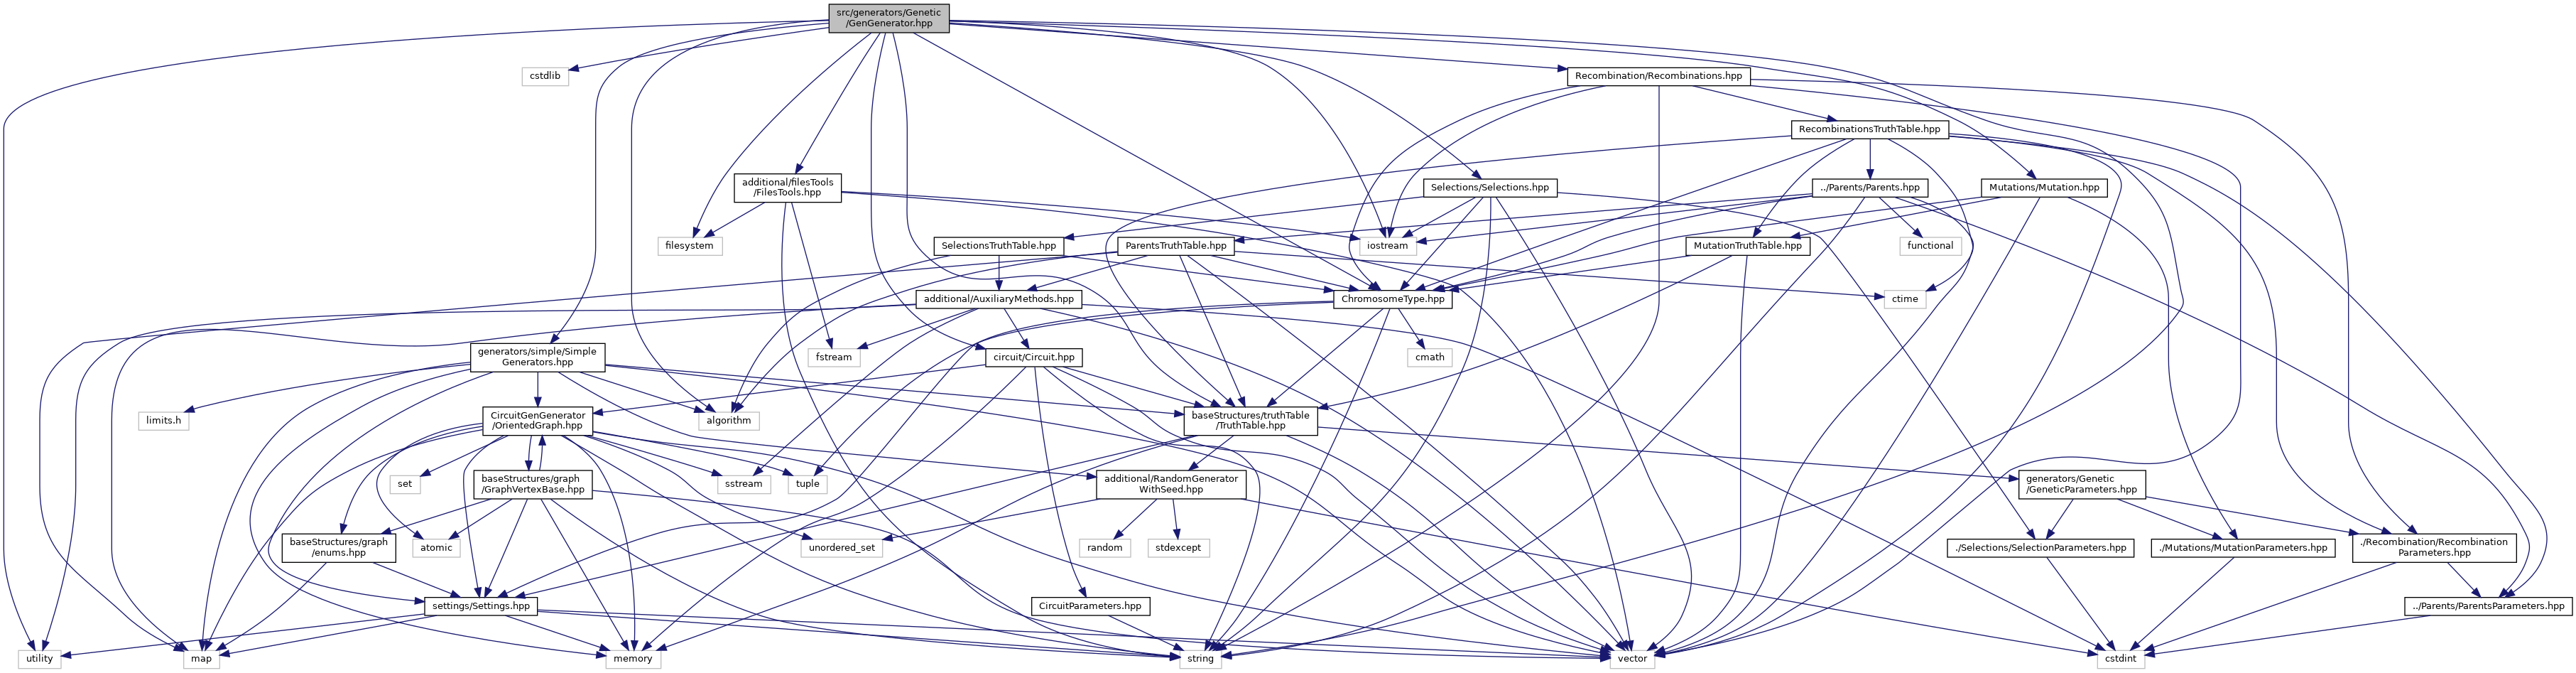 src/generators/Genetic
/GenGenerator.hpp
cstdlib
Recombination/Recombinations.hpp
RecombinationsTruthTable.hpp
additional/filesTools
/FilesTools.hpp
Selections/Selections.hpp
../Parents/Parents.hpp
Mutations/Mutation.hpp
filesystem
SelectionsTruthTable.hpp
ParentsTruthTable.hpp
iostream
MutationTruthTable.hpp
functional
additional/AuxiliaryMethods.hpp
ChromosomeType.hpp
ctime
generators/simple/Simple
Generators.hpp
fstream
circuit/Circuit.hpp
cmath
limits.h
CircuitGenGenerator
/OrientedGraph.hpp
algorithm
baseStructures/truthTable
/TruthTable.hpp
set
baseStructures/graph
/GraphVertexBase.hpp
sstream
tuple
additional/RandomGenerator
WithSeed.hpp
generators/Genetic
/GeneticParameters.hpp
baseStructures/graph
/enums.hpp
atomic
unordered_set
random
stdexcept
./Selections/SelectionParameters.hpp
./Mutations/MutationParameters.hpp
./Recombination/Recombination
Parameters.hpp
settings/Settings.hpp
CircuitParameters.hpp
../Parents/ParentsParameters.hpp
utility
map
memory
string
vector
cstdint